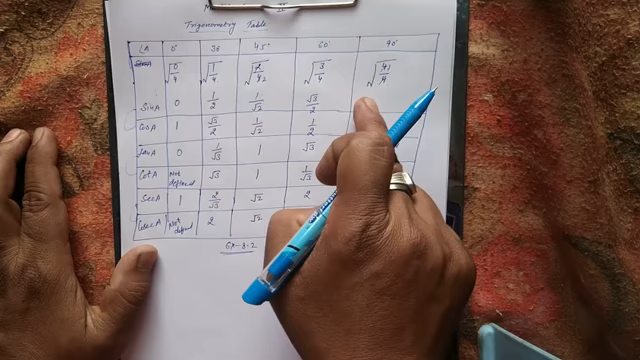 Trigonometry Table
∠A 0° 30 45° 60° 90°
√0/4 √1/4 √2/4 √3/4
SinA 0 1/2 1/√2 √3/2
CosA 1 √3/2 1/√2 1/2
TanA 0 1/√3 1 √3
CotA Not defined √3 1 1/√3
SecA 1 2/√3 √2 2
CosecA Not defined 2 √2
Ex-8.2